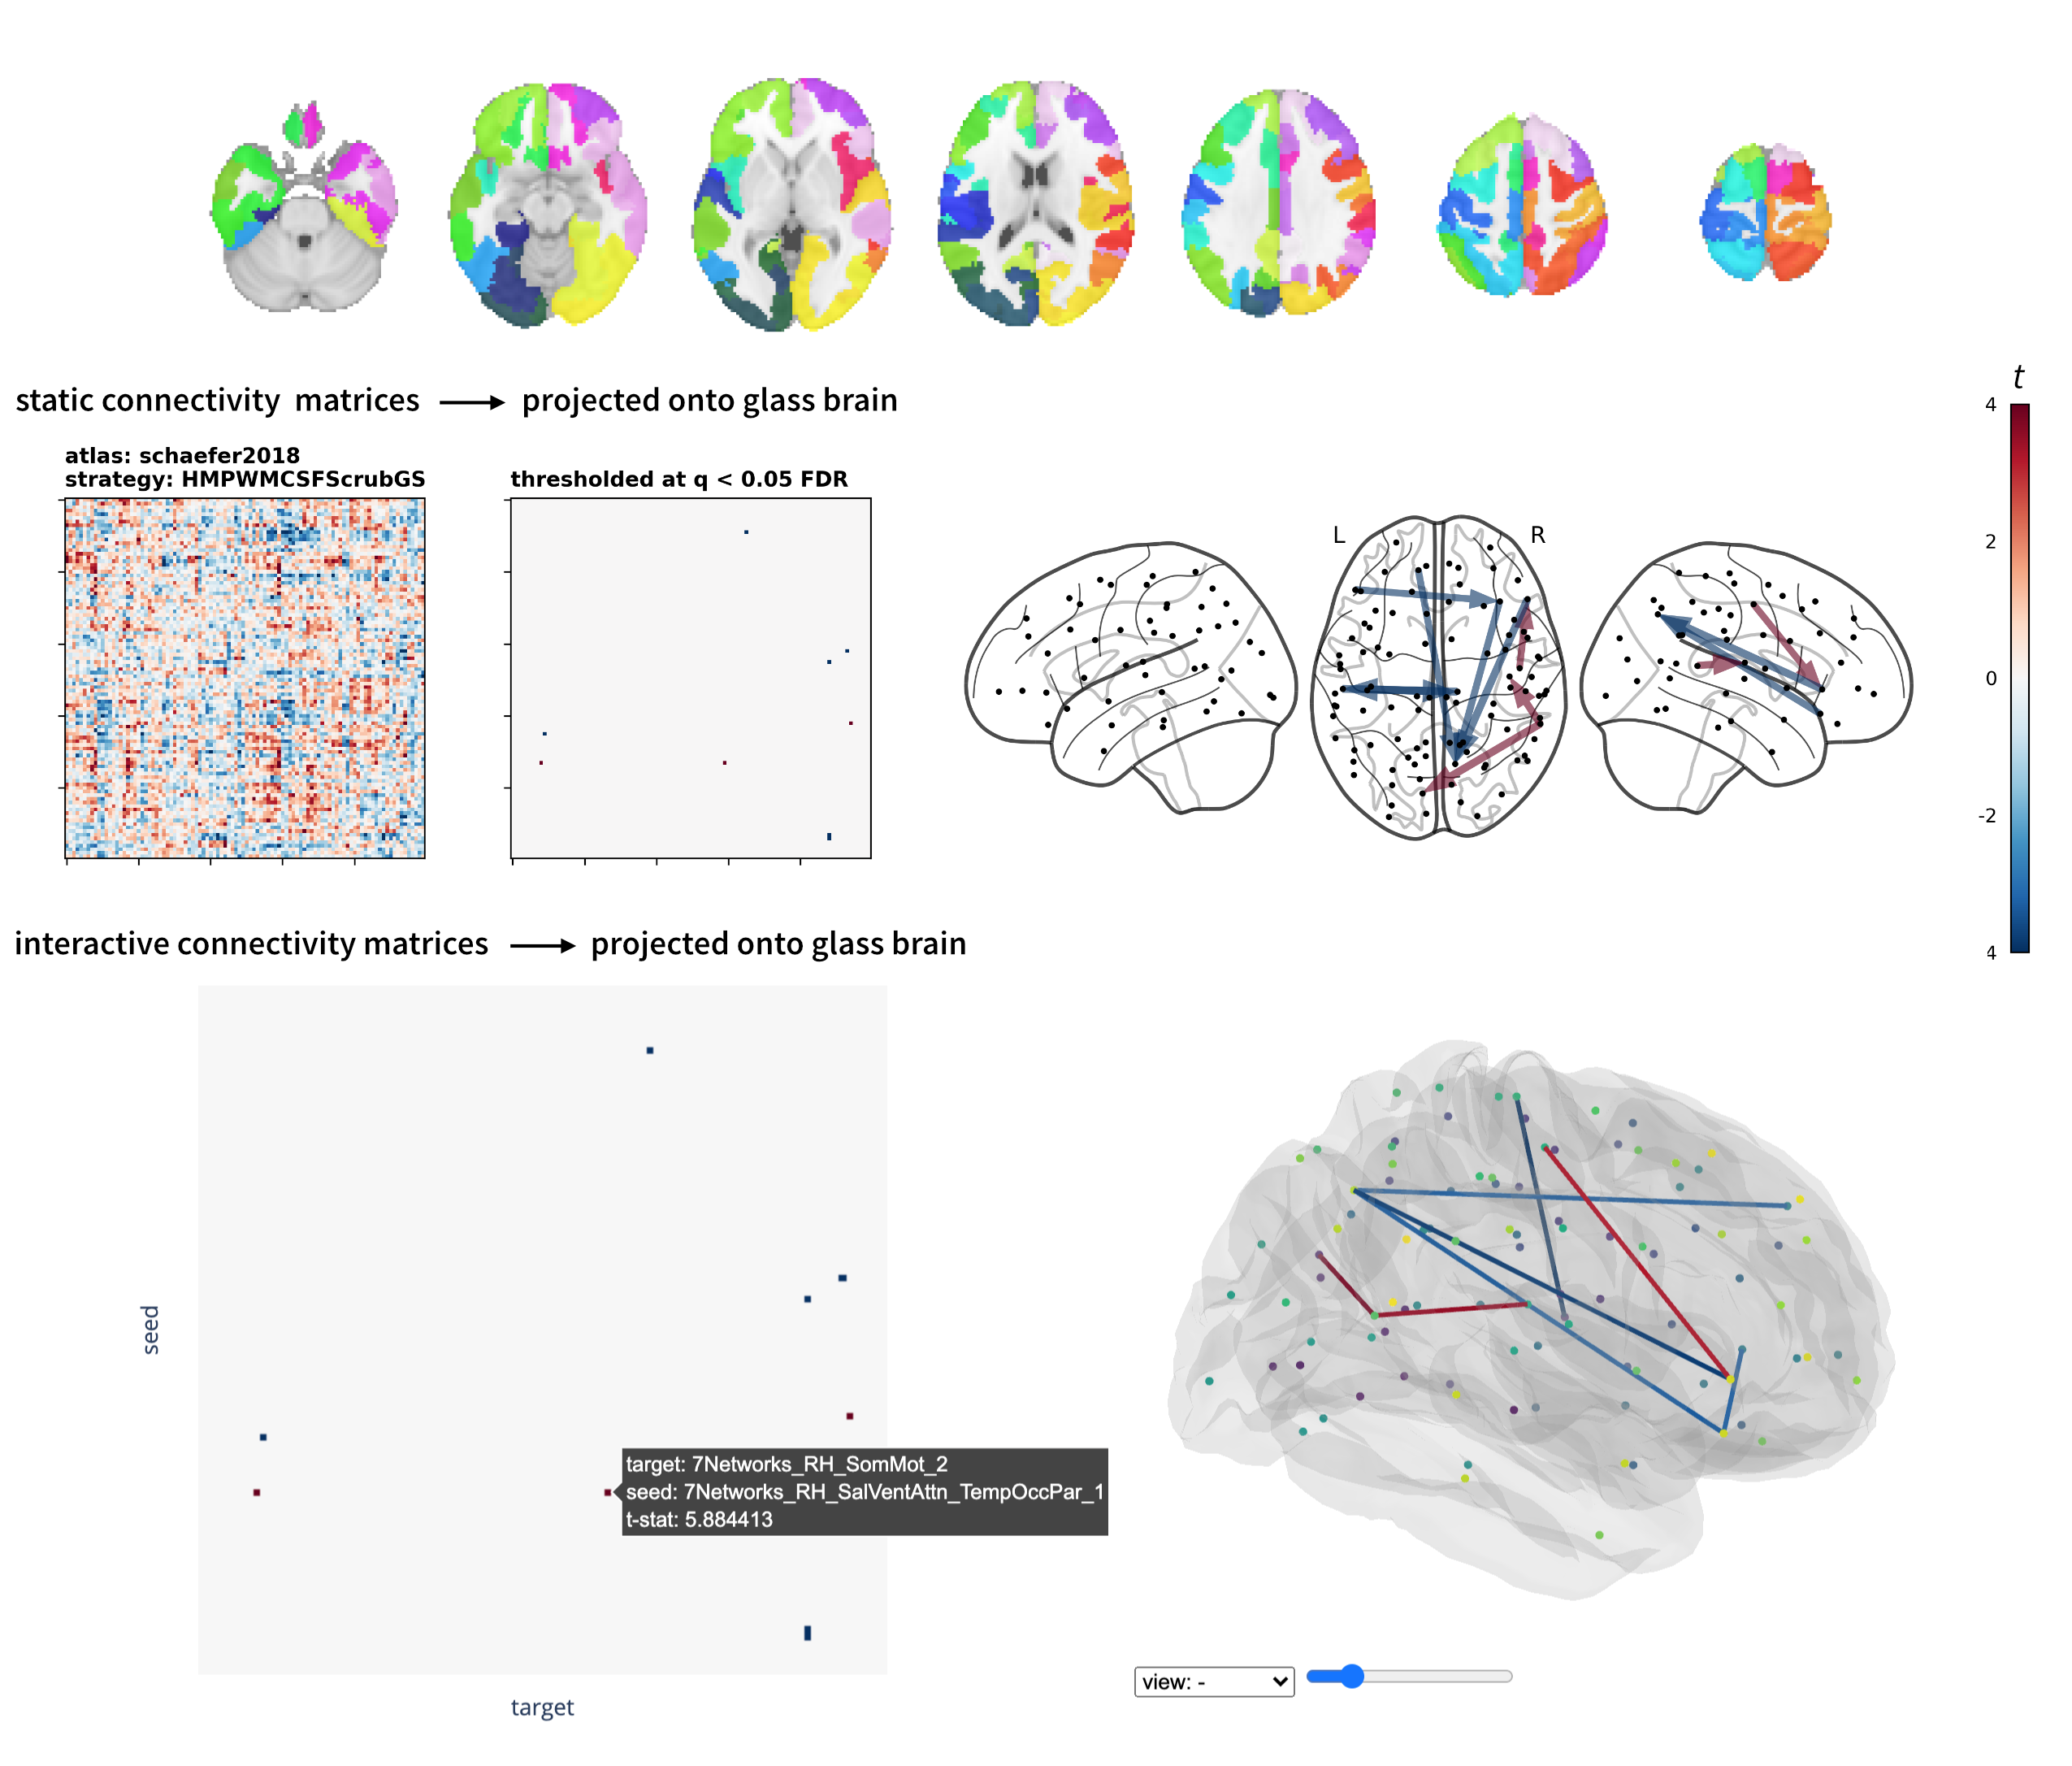 static connectivity matrices → projected onto glass brain
t
4
2
0
-2
4
atlas: schaefer2018
strategy: HMPWMCSFScrubGS
thresholded at q < 0.05 FDR
L
R
interactive connectivity matrices → projected onto glass brain
seed
target: 7Networks_RH_SomMot_2
seed: 7Networks_RH_SalVentAttn_TempOccPar_1
t-stat: 5.884413
view: -
target